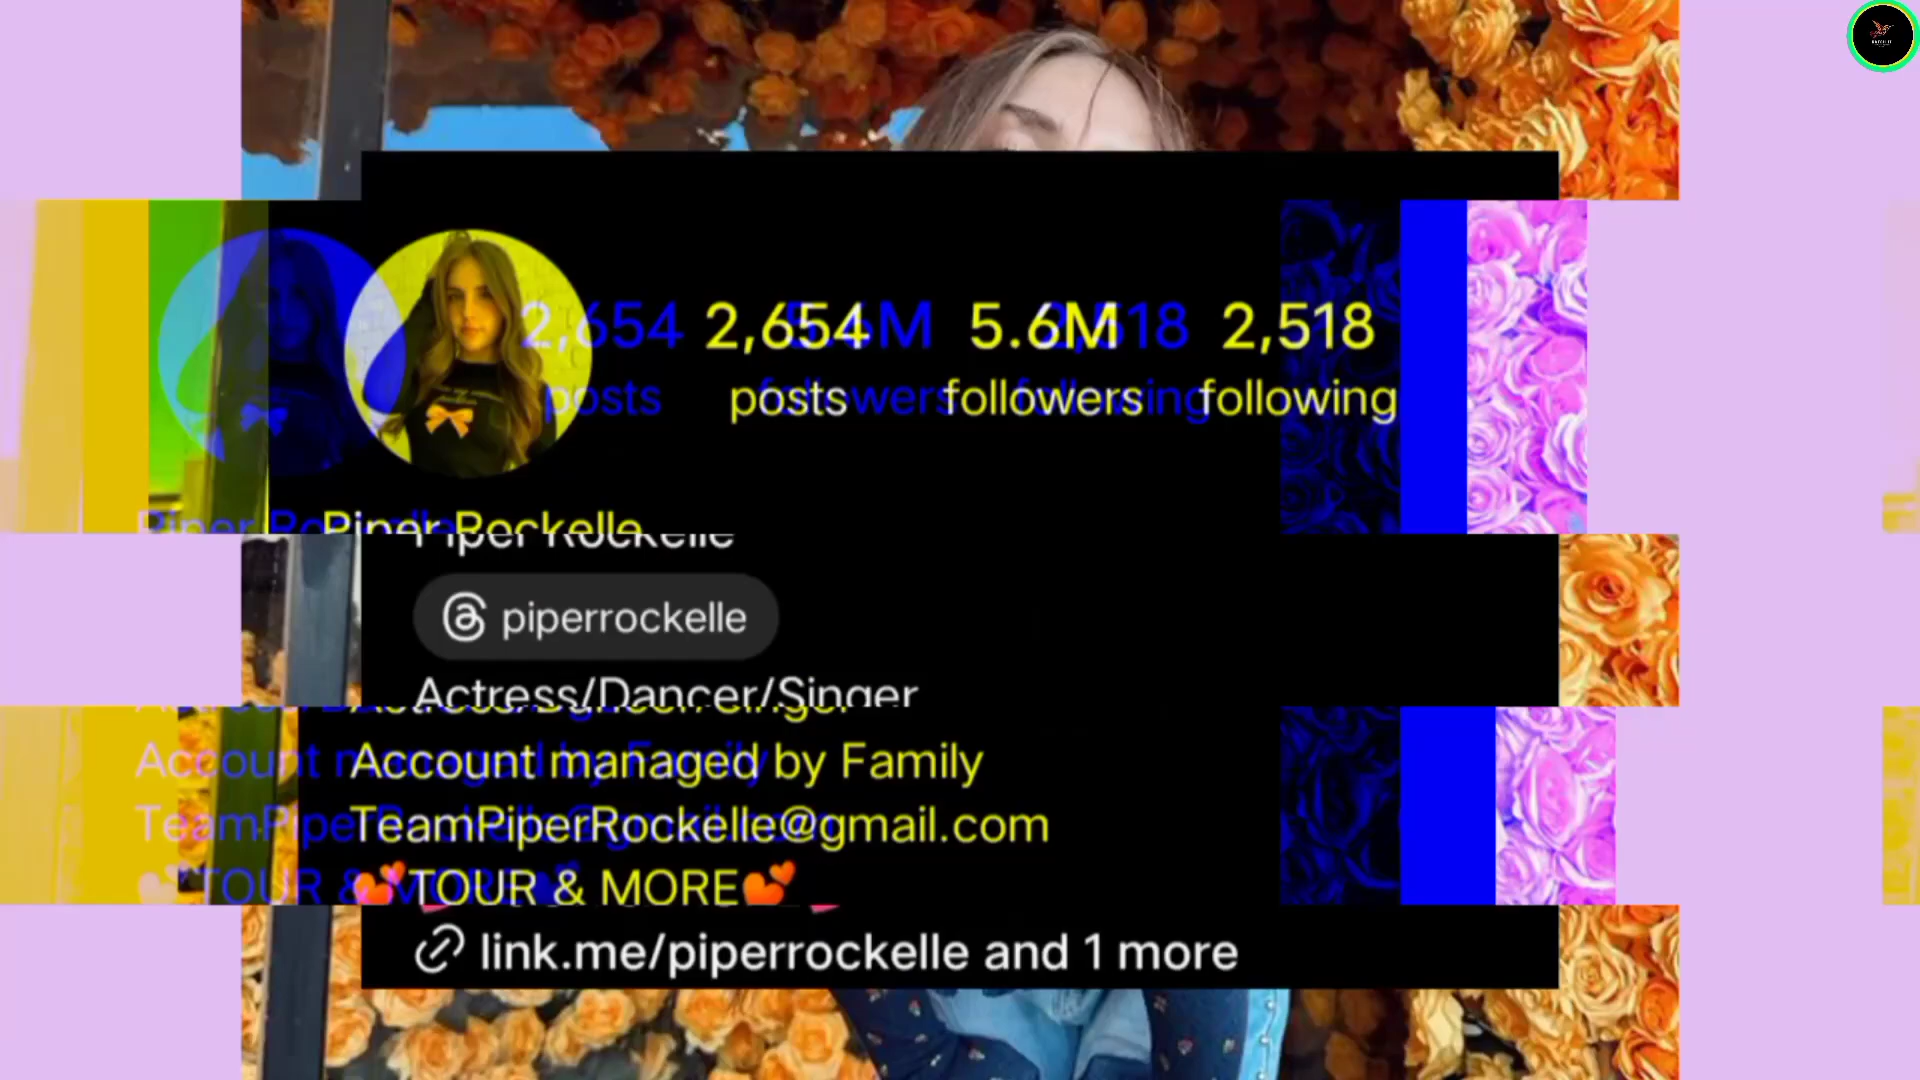 2,654 5.6M 2,518
posts followers following
Piper Rockelle
piperrockelle
Actress/Dancer/Singer
Account managed by Family
TeamPiperRockelle@gmail.com
💕TOUR & MORE💕
link.me/piperrockelle and 1 more